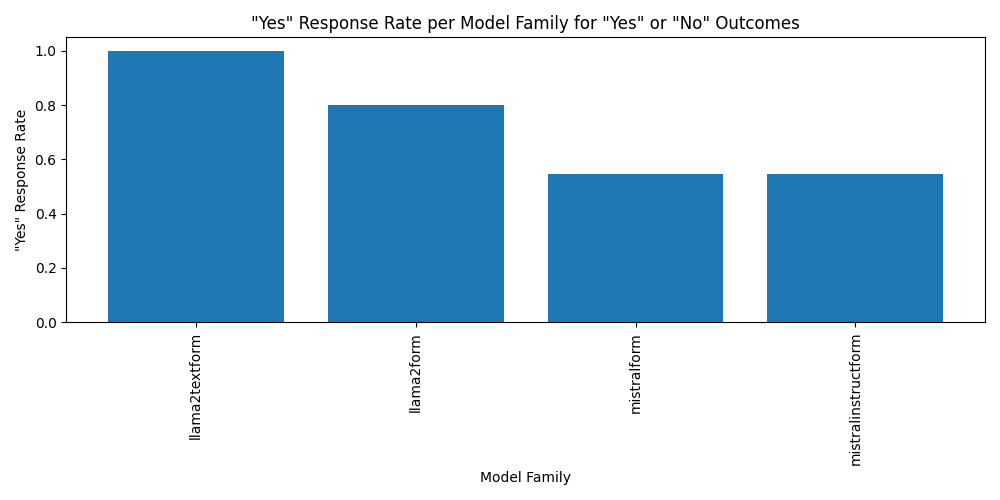 "Yes" Response Rate per Model Family for "Yes" or "No" Outcomes
"Yes" Response Rate
1.0
0.8
0.6
0.4
0.2
0.0
llama2textform
llama2form
mistralform
mistralinstructform
Model Family